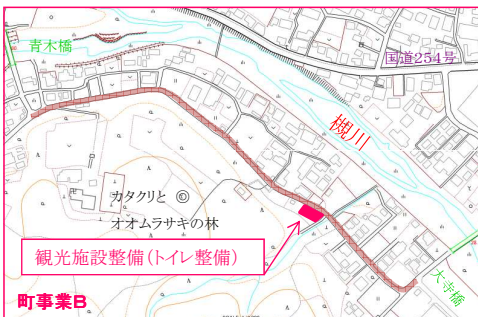 青木橋
国道254号
槻川
カタクリと
オオムラサキの林
観光施設整備(トイレ整備)
大寺橋
町事業B